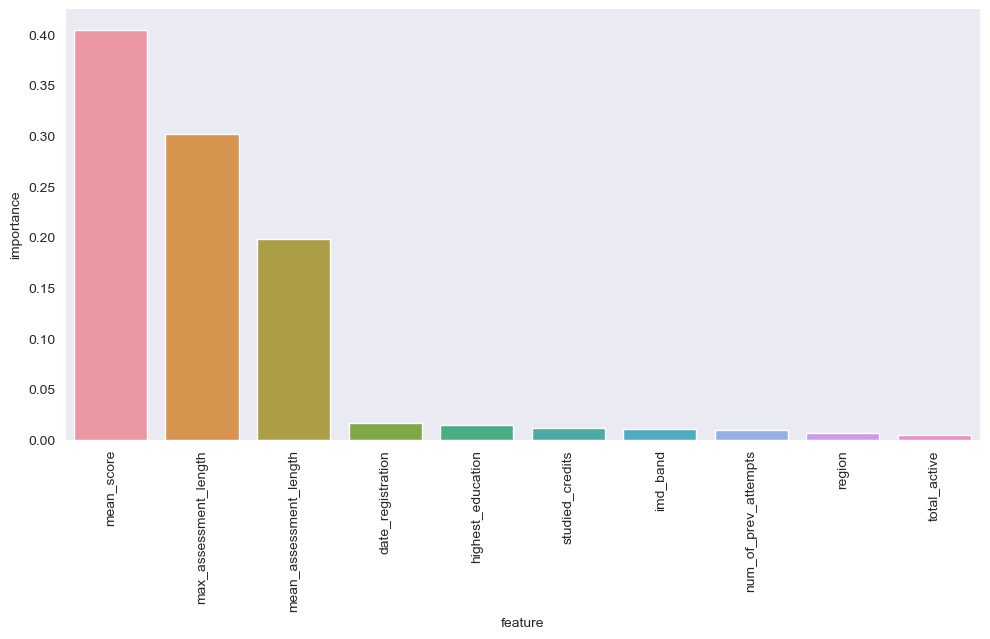 importance
0.40
0.35
0.30
0.25
0.20
0.15
0.10
0.05
0.00
mean_score
max_assessment_length
mean_assessment_length
date_registration
highest_education
studied_credits
imd_band
num_of_prev_attempts
region
total_active
feature